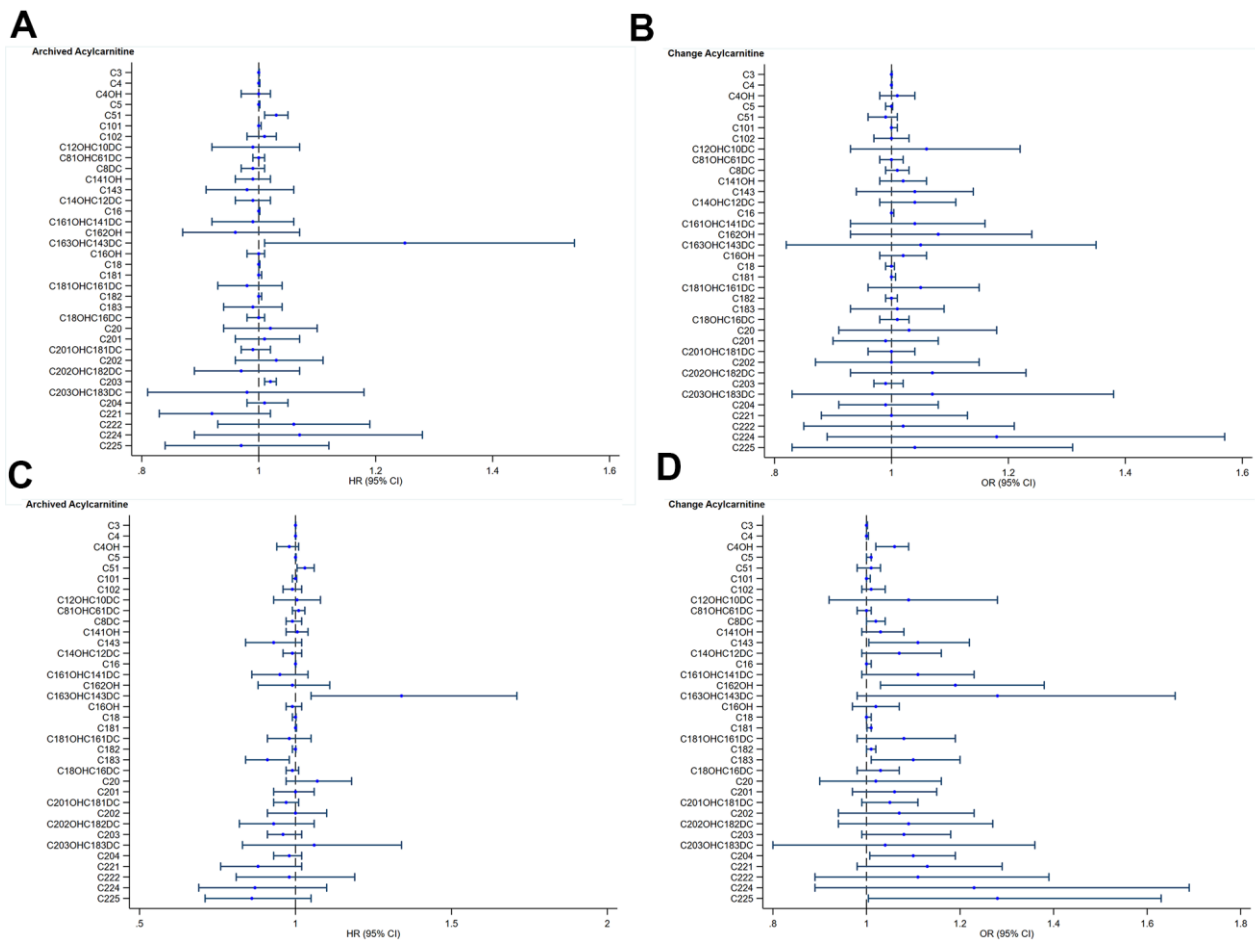 A
Archived Acylcarnitine
C3
C4
C4OH
C5
C51
C101
C102
C12OHC10DC
C81OHC61DC
C8DC
C141OH
C143
C14OHC12DC
C16
C161OHC141DC
C162OH
C163OHC143DC
C16OH
C18
C181
C181OHC161DC
C182
C183
C18OHC16DC
C20
C201
C201OHC181DC
C202
C202OHC182DC
C203
C203OHC183DC
C204
C221
C222
C224
C225
.8 1 1.2 1.4 1.6
HR (95% CI)
B
Change Acylcarnitine
C3
C4
C4OH
C5
C51
C101
C102
C12OHC10DC
C81OHC61DC
C8DC
C141OH
C143
C14OHC12DC
C16
C161OHC141DC
C162OH
C163OHC143DC
C16OH
C18
C181
C181OHC161DC
C182
C183
C18OHC16DC
C20
C201
C201OHC181DC
C202
C202OHC182DC
C203
C203OHC183DC
C204
C221
C222
C224
C225
.8 1 1.2 1.4 1.6
OR (95% CI)
C
Archived Acylcarnitine
C3
C4
C4OH
C5
C51
C101
C102
C12OHC10DC
C81OHC61DC
C8DC
C141OH
C143
C14OHC12DC
C16
C161OHC141DC
C162OH
C163OHC143DC
C16OH
C18
C181
C181OHC161DC
C182
C183
C18OHC16DC
C20
C201
C201OHC181DC
C202
C202OHC182DC
C203
C203OHC183DC
C204
C221
C222
C224
C225
.5 1 1.5 2
HR (95% CI)
D
Change Acylcarnitine
C3
C4
C4OH
C5
C51
C101
C102
C12OHC10DC
C81OHC61DC
C8DC
C141OH
C143
C14OHC12DC
C16
C161OHC141DC
C162OH
C163OHC143DC
C16OH
C18
C181
C181OHC161DC
C182
C183
C18OHC16DC
C20
C201
C201OHC181DC
C202
C202OHC182DC
C203
C203OHC183DC
C204
C221
C222
C224
C225
.8 1 1.2 1.4 1.6 1.8
OR (95% CI)